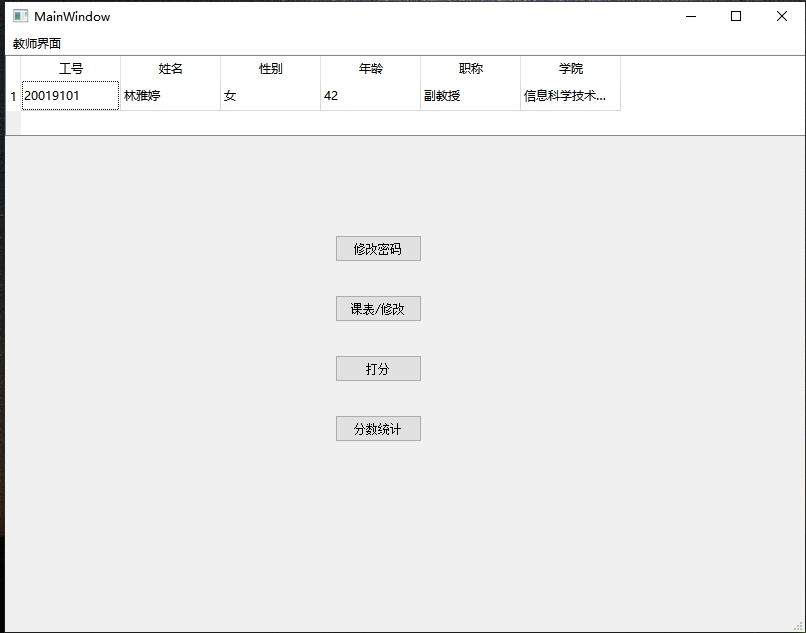 MainWindow
教师界面
工号 姓名 性别 年龄 职称 学院
1 20019101 林雅婷 女 42 副教授 信息科学技术...
修改密码
课表/修改
打分
分数统计